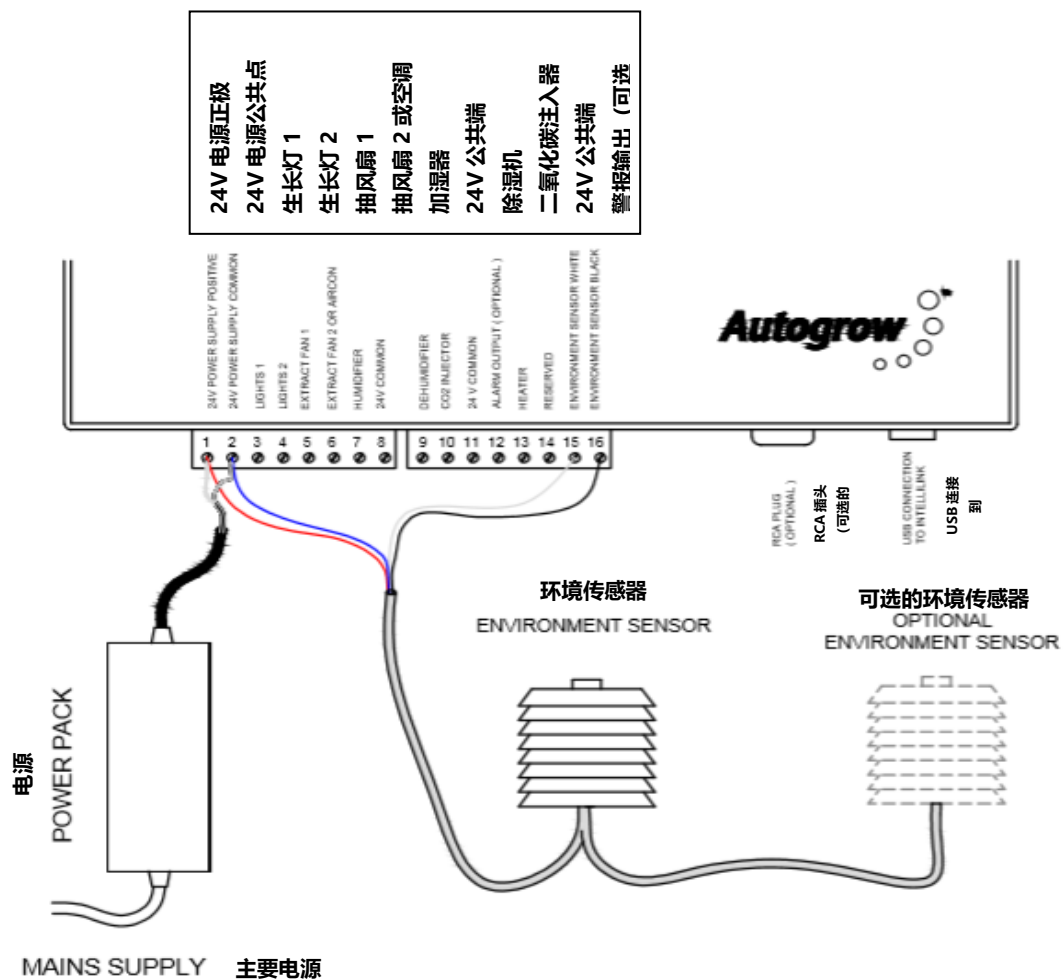 24V 电源正极
24V 电源公共点
生长灯 1
生长灯 2
抽风扇 1
抽风扇 2 或空调
加湿器
24V 公共端
除湿机
二氧化碳注入器
24V 公共端
警报输出（可选
24V POWER SUPPLY POSITIVE
24V POWER SUPPLY COMMON
LIGHTS 1
LIGHTS 2
EXTRACT FAN 1
EXTRACT FAN 2 OR AIRCON
HUMIDIFIER
24V COMMON
DEHUMIDIFIER
CO2 INJECTOR
24 V COMMON
ALARM OUTPUT ( OPTIONAL )
HEATER
RESERVED
ENVIRONMENT SENSOR WHITE
ENVIRONMENT SENSOR BLACK
Autogrow
1 2 3 4 5 6 7 8 9 10 11 12 13 14 15 16
RCA PLUG
( OPTIONAL )
RCA 插头
(可选的
USB CONNECTION
TO INTELLILINK
USB 连接
到
环境传感器
ENVIRONMENT SENSOR
可选的环境传感器
OPTIONAL
ENVIRONMENT SENSOR
电源
POWER PACK
MAINS SUPPLY 主要电源